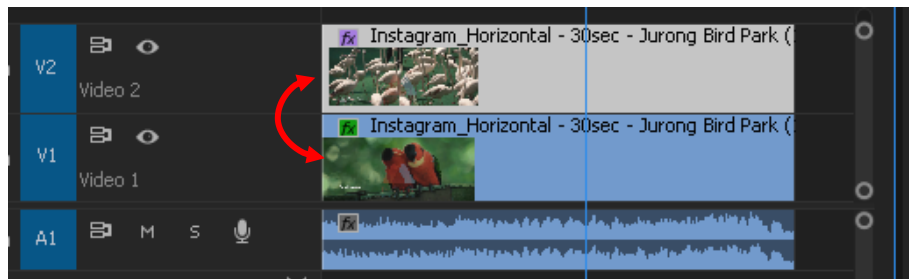 V2
fx Instagram_Horizontal - 30sec - Jurong Bird Park (
Video 2
V1
fx Instagram_Horizontal - 30sec - Jurong Bird Park (
Video 1
A1
M S
fx